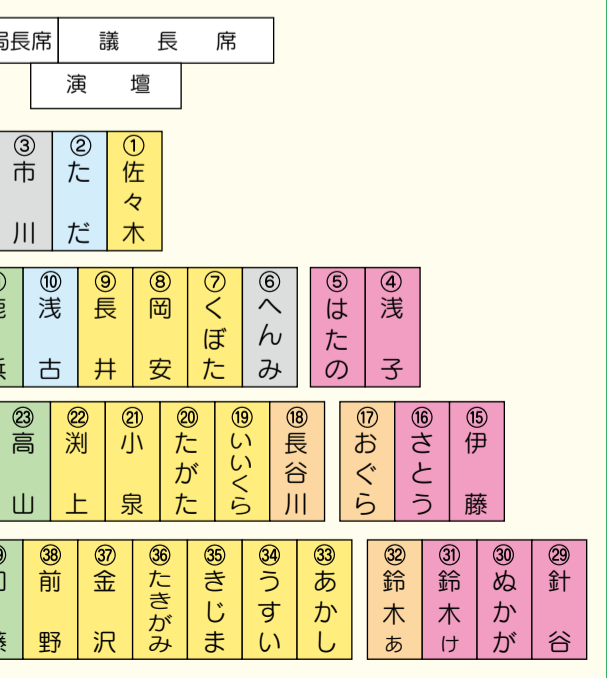 局長席
議長席
演壇
③市川
②ただ
①佐々木
⑩浅古
⑨長井
⑧岡安
⑦くぼた
⑥へんみ
⑤はたの
④浅子
㉓高山
㉒渕上
㉑小泉
⑳たがた
⑲いいくら
⑱長谷川
⑰おぐら
⑯さとう
⑮伊藤
㊳前野
㊲金沢
㊱たきがみ
㉟きじま
㉞うすい
㉝あかし
㉜鈴木あ
㉛鈴木け
㉚ぬかが
㉙針谷